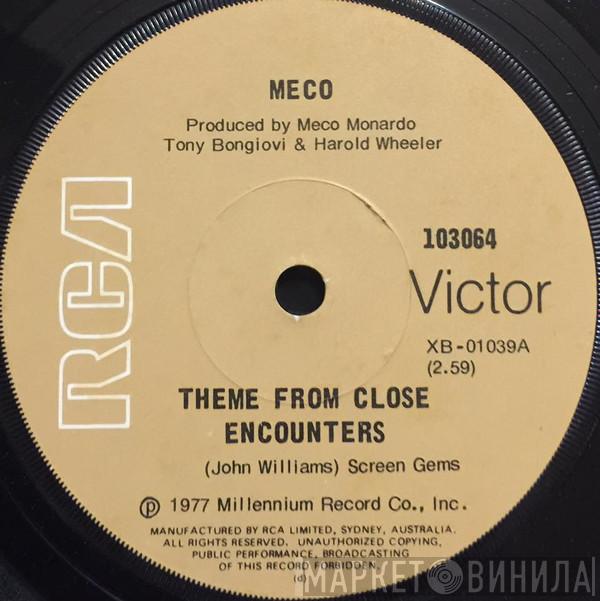 MECO
Produced by Meco Monardo
Tony Bongiovi & Harold Wheeler
RCA
103064
Victor
XB-01039A
(2.59)
THEME FROM CLOSE
ENCOUNTERS
(John Williams) Screen Gems
℗ 1977 Millennium Record Co., Inc.
MANUFACTURED BY RCA LIMITED, SYDNEY, AUSTRALIA.
ALL RIGHTS RESERVED. UNAUTHORIZED COPYING,
PUBLIC PERFORMANCE, BROADCASTING
OF THIS RECORD FORBIDDEN.
(d)
МАРКЕТ ВИНИЛА